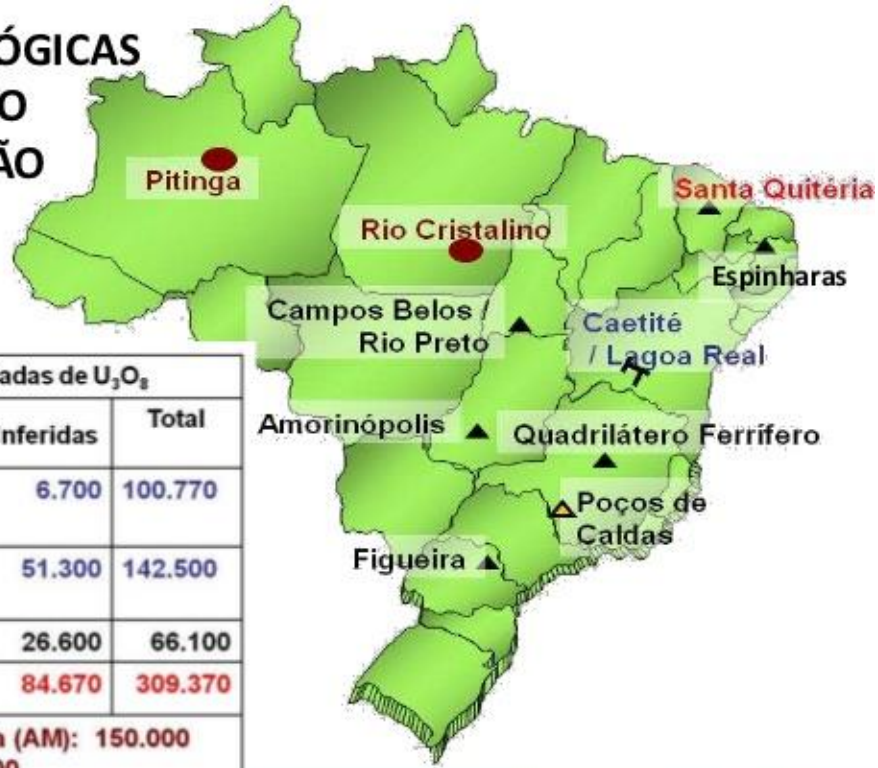 ÓGICAS
O
ÃO
Pitinga
Santa Quitéria
Rio Cristalino
Espinharas
Campos Belos /
Rio Preto
Caetité
/ Lagoa Real
Amorinópolis
Quadrilátero Ferrífero
Poços de
Caldas
Figueira
adas de U₃O₈
nferidas Total
6.700 100.770
51.300 142.500
26.600 66.100
84.670 309.370
(AM): 150.000